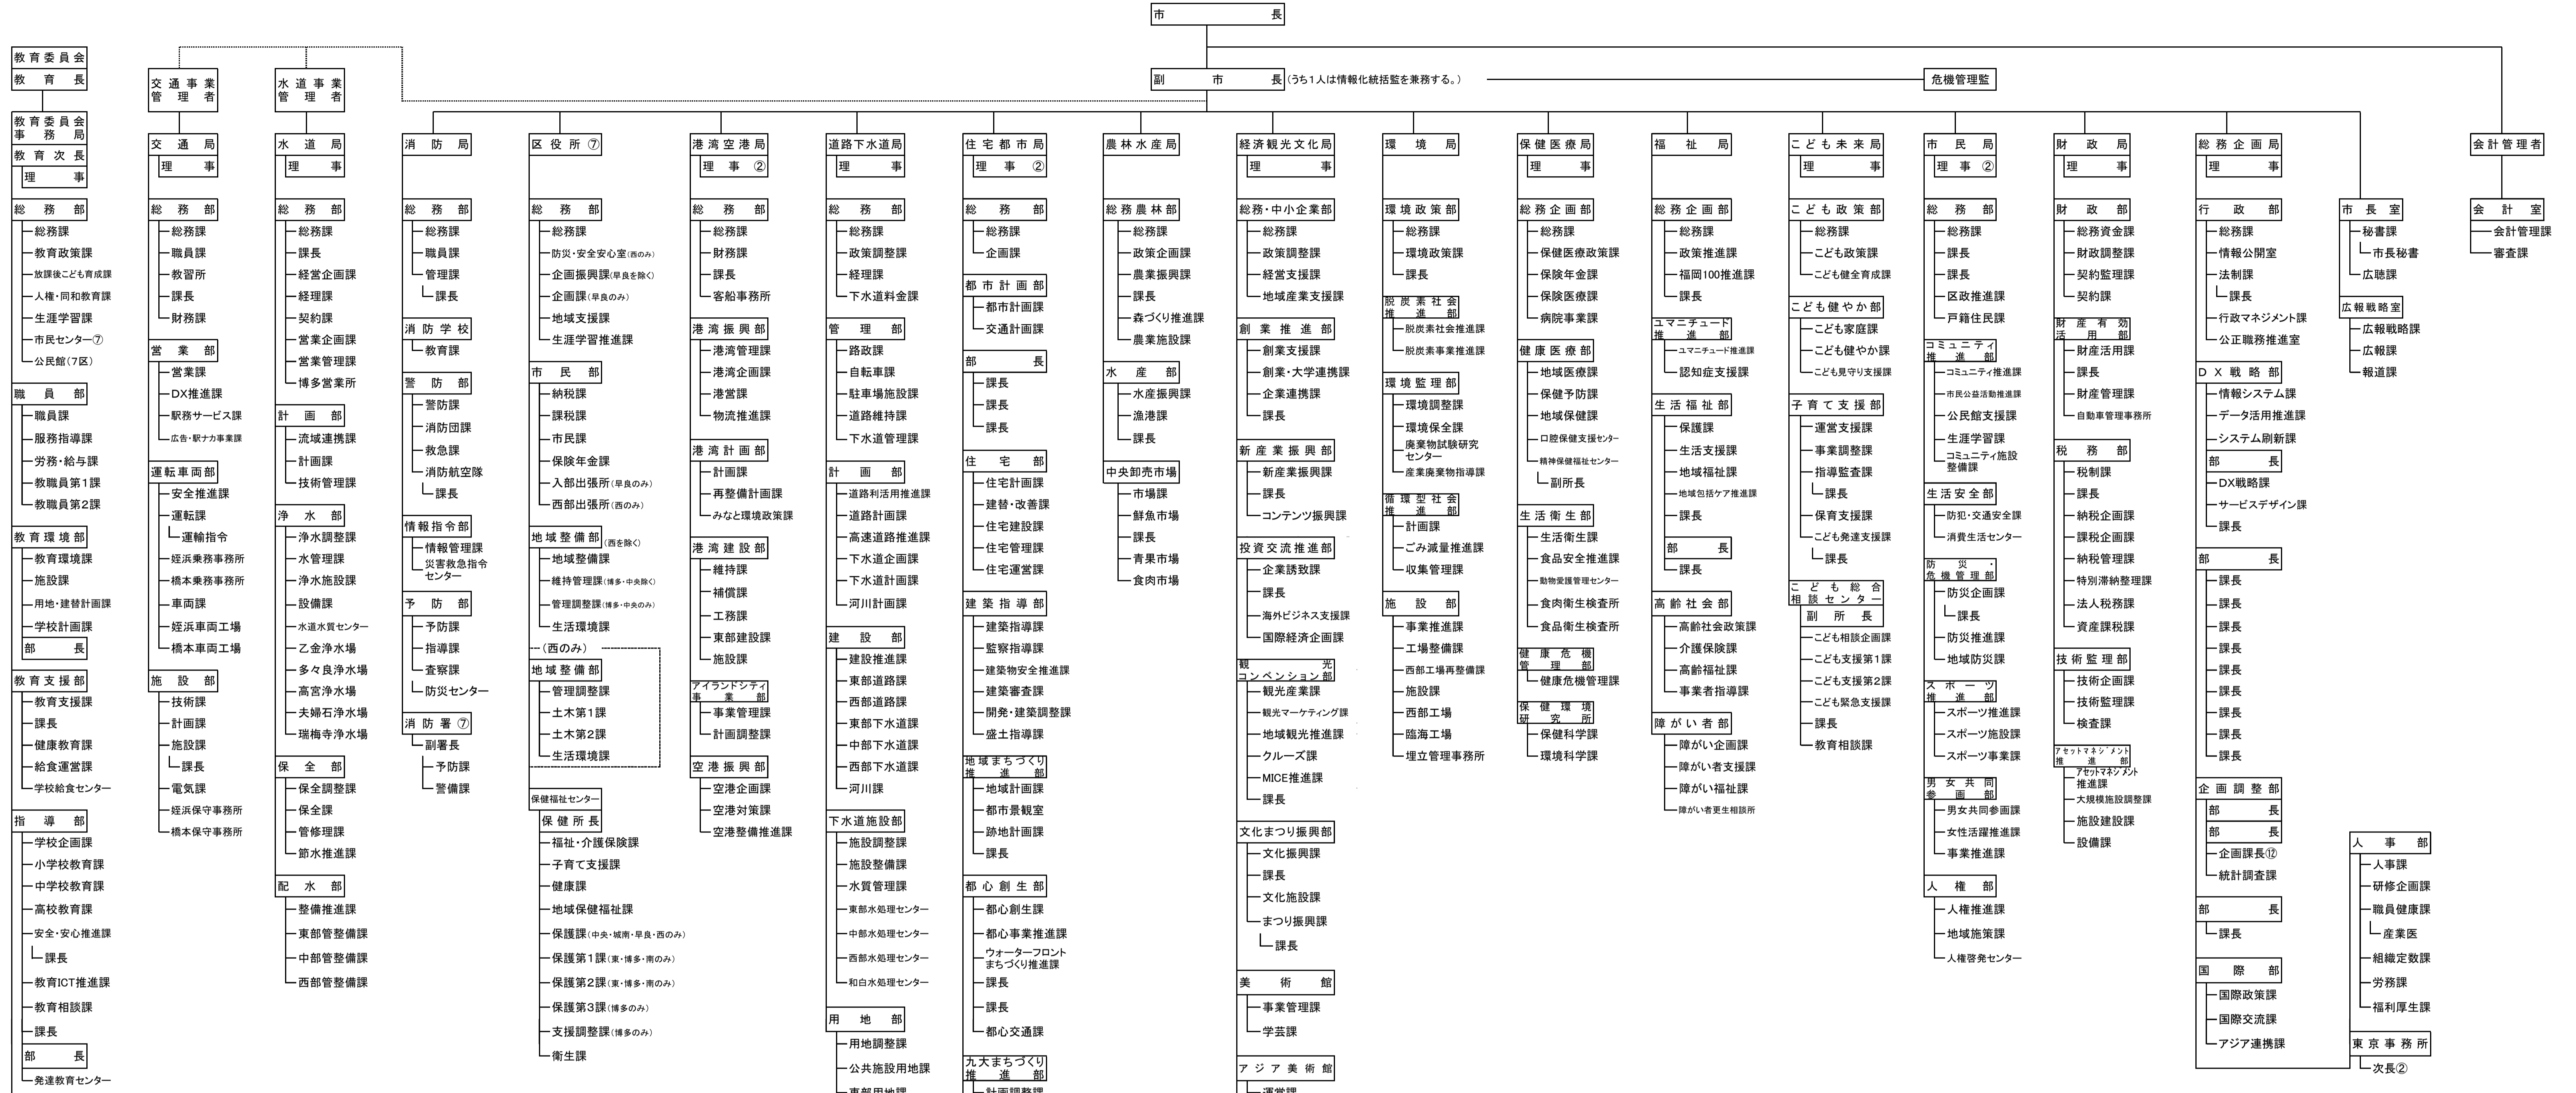 市長
副市長(うち1人は情報化統括監を兼務する。)
危機管理監
教育委員会
教育長
教育委員会
事務局
教育次長
理事
総務部
総務課
教育政策課
放課後こども育成課
人権・同和教育課
生涯学習課
市民センター⑦
公民館(7区)
職員部
職員課
服務指導課
労務・給与課
教職員第1課
教職員第2課
教育環境部
教育環境課
施設課
用地・建替計画課
学校計画課
部長
教育支援部
教育支援課
課長
健康教育課
給食運営課
学校給食センター
指導部
学校企画課
小学校教育課
中学校教育課
高校教育課
安全・安心推進課
課長
教育ICT推進課
教育相談課
課長
部長
発達教育センター
交通事業
管理者
交通局
理事
総務部
総務課
職員課
教習所
課長
財務課
営業部
営業課
DX推進課
駅務サービス課
広告・駅ナカ事業課
運転車両部
安全推進課
運転課
運輸指令
姪浜乗務事務所
橋本乗務事務所
車両課
姪浜車両工場
橋本車両工場
施設部
技術課
計画課
施設課
課長
電気課
姪浜保守事務所
橋本保守事務所
水道事業
管理者
水道局
理事
総務部
総務課
課長
経営企画課
経理課
契約課
営業企画課
営業管理課
博多営業所
計画部
流域連携課
計画課
技術管理課
浄水部
浄水調整課
水管理課
浄水施設課
設備課
水道水質センター
乙金浄水場
多々良浄水場
高宮浄水場
夫婦石浄水場
瑞梅寺浄水場
保全部
保全調整課
保全課
管修理課
節水推進課
配水部
整備推進課
東部管整備課
中部管整備課
西部管整備課
消防局
総務部
総務課
職員課
管理課
課長
消防学校
教育課
警防部
警防課
消防団課
救急課
消防航空隊
課長
情報指令部
情報管理課
災害救急指令
センター
予防部
予防課
指導課
査察課
防災センター
消防署⑦
副署長
予防課
警備課
区役所⑦
総務部
総務課
防災・安全安心室(西のみ)
企画振興課(早良を除く)
企画課(早良のみ)
地域支援課
生涯学習推進課
市民部
納税課
課税課
市民課
保険年金課
入部出張所(早良のみ)
西部出張所(西のみ)
地域整備部(西を除く)
地域整備課
維持管理課(博多・中央除く)
管理調整課(博多・中央のみ)
生活環境課
(西のみ)
地域整備部
管理調整課
土木第1課
土木第2課
生活環境課
保健福祉センター
保健所長
福祉・介護保険課
子育て支援課
健康課
地域保健福祉課
保護課(中央・城南・早良・西のみ)
保護第1課(東・博多・南のみ)
保護第2課(東・博多・南のみ)
保護第3課(博多のみ)
支援調整課(博多のみ)
衛生課
港湾空港局
理事②
総務部
総務課
財務課
課長
客船事務所
港湾振興部
港湾管理課
港湾企画課
港営課
物流推進課
港湾計画部
計画課
再整備計画課
みなと環境政策課
港湾建設部
維持課
補償課
工務課
東部建設課
施設課
アイランドシティ
事業部
事業管理課
計画調整課
空港振興部
空港企画課
空港対策課
空港整備推進課
道路下水道局
理事
総務部
総務課
政策調整課
経理課
下水道料金課
管理部
路政課
自転車課
駐車場施設課
道路維持課
下水道管理課
計画部
道路利活用推進課
道路計画課
高速道路推進課
下水道企画課
下水道計画課
河川計画課
建設部
建設推進課
東部道路課
西部道路課
東部下水道課
中部下水道課
西部下水道課
河川課
下水道施設部
施設調整課
施設整備課
水質管理課
東部水処理センター
中部水処理センター
西部水処理センター
和白水処理センター
用地部
用地調整課
公共施設用地課
東部用地課
住宅都市局
理事②
総務部
総務課
企画課
都市計画部
都市計画課
交通計画課
部長
課長
課長
課長
住宅部
住宅計画課
建替・改善課
住宅建設課
住宅管理課
住宅運営課
建築指導部
建築指導課
監察指導課
建築物安全推進課
建築審査課
開発・建築調整課
盛土指導課
地域まちづくり
推進部
地域計画課
都市景観室
跡地計画課
課長
都心創生部
都心創生課
都心事業推進課
ウォーターフロント
まちづくり推進課
課長
課長
都心交通課
九大まちづくり
推進部
計画調整課
農林水産局
総務農林部
総務課
政策企画課
農業振興課
課長
森づくり推進課
農業施設課
水産部
水産振興課
漁港課
課長
中央卸売市場
市場課
鮮魚市場
課長
青果市場
食肉市場
経済観光文化局
理事
総務・中小企業部
総務課
政策調整課
経営支援課
地域産業支援課
創業推進部
創業支援課
創業・大学連携課
企業連携課
課長
新産業振興部
新産業振興課
課長
コンテンツ振興課
投資交流推進部
企業誘致課
課長
海外ビジネス支援課
国際経済企画課
観光
コンベンション部
観光産業課
観光マーケティング課
地域観光推進課
クルーズ課
MICE推進課
課長
文化まつり振興部
文化振興課
課長
文化施設課
まつり振興課
課長
美術館
事業管理課
学芸課
アジア美術館
運営課
環境局
環境政策部
総務課
環境政策課
課長
脱炭素社会
推進部
脱炭素社会推進課
脱炭素事業推進課
環境監理部
環境調整課
環境保全課
廃棄物試験研究
センター
産業廃棄物指導課
循環型社会
推進部
計画課
ごみ減量推進課
収集管理課
施設部
事業推進課
工場整備課
西部工場再整備課
施設課
西部工場
臨海工場
埋立管理事務所
保健医療局
理事
総務企画部
総務課
保健医療政策課
保険年金課
保険医療課
病院事業課
健康医療部
地域医療課
保健予防課
地域保健課
口腔保健支援センター
精神保健福祉センター
副所長
生活衛生部
生活衛生課
食品安全推進課
動物愛護管理センター
食肉衛生検査所
食品衛生検査所
健康危機
管理部
健康危機管理課
保健環境
研究所
保健科学課
環境科学課
福祉局
総務企画部
総務課
政策推進課
福岡100推進課
課長
ユマニチュード
推進部
ユマニチュード推進課
認知症支援課
生活福祉部
保護課
生活支援課
地域福祉課
地域包括ケア推進課
課長
部長
課長
高齢社会部
高齢社会政策課
介護保険課
高齢福祉課
事業者指導課
障がい者部
障がい企画課
障がい者支援課
障がい福祉課
障がい者更生相談所
こども未来局
理事
こども政策部
総務課
こども政策課
こども健全育成課
こども健やか部
こども家庭課
こども健やか課
こども見守り支援課
子育て支援部
運営支援課
事業調整課
指導監査課
課長
保育支援課
こども発達支援課
課長
こども総合
相談センター
副所長
こども相談企画課
こども支援第1課
こども支援第2課
こども緊急支援課
課長
教育相談課
市民局
理事②
総務部
総務課
課長
課長
区政推進課
戸籍住民課
コミュニティ
推進部
コミュニティ推進課
市民公益活動推進課
公民館支援課
生涯学習課
コミュニティ施設
整備課
生活安全部
防犯・交通安全課
消費生活センター
防災・
危機管理部
防災企画課
課長
防災推進課
地域防災課
スポーツ
推進部
スポーツ推進課
スポーツ施設課
スポーツ事業課
男女共同
参画部
男女共同参画課
女性活躍推進課
事業推進課
人権部
人権推進課
地域施策課
人権啓発センター
財政局
理事
財政部
総務資金課
財政調整課
契約監理課
契約課
財産有効
活用部
財産活用課
課長
財産管理課
自動車管理事務所
税務部
税制課
課長
納税企画課
課税企画課
納税管理課
特別滞納整理課
法人税務課
資産課税課
技術監理部
技術企画課
技術監理課
検査課
アセットマネジメント
推進部
アセットマネジメント
推進課
大規模施設調整課
施設建設課
設備課
総務企画局
理事
行政部
総務課
情報公開室
法制課
課長
行政マネジメント課
公正職務推進室
DX戦略部
情報システム課
データ活用推進課
システム刷新課
部長
DX戦略課
サービスデザイン課
課長
部長
課長
課長
課長
課長
課長
課長
課長
課長
課長
企画調整部
部長
部長
企画課長⑫
統計調査課
部長
課長
国際部
国際政策課
国際交流課
アジア連携課
市長室
秘書課
市長秘書
広聴課
広報戦略室
広報戦略課
広報課
報道課
人事部
人事課
研修企画課
職員健康課
産業医
組織定数課
労務課
福利厚生課
東京事務所
次長②
会計管理者
会計室
会計管理課
審査課